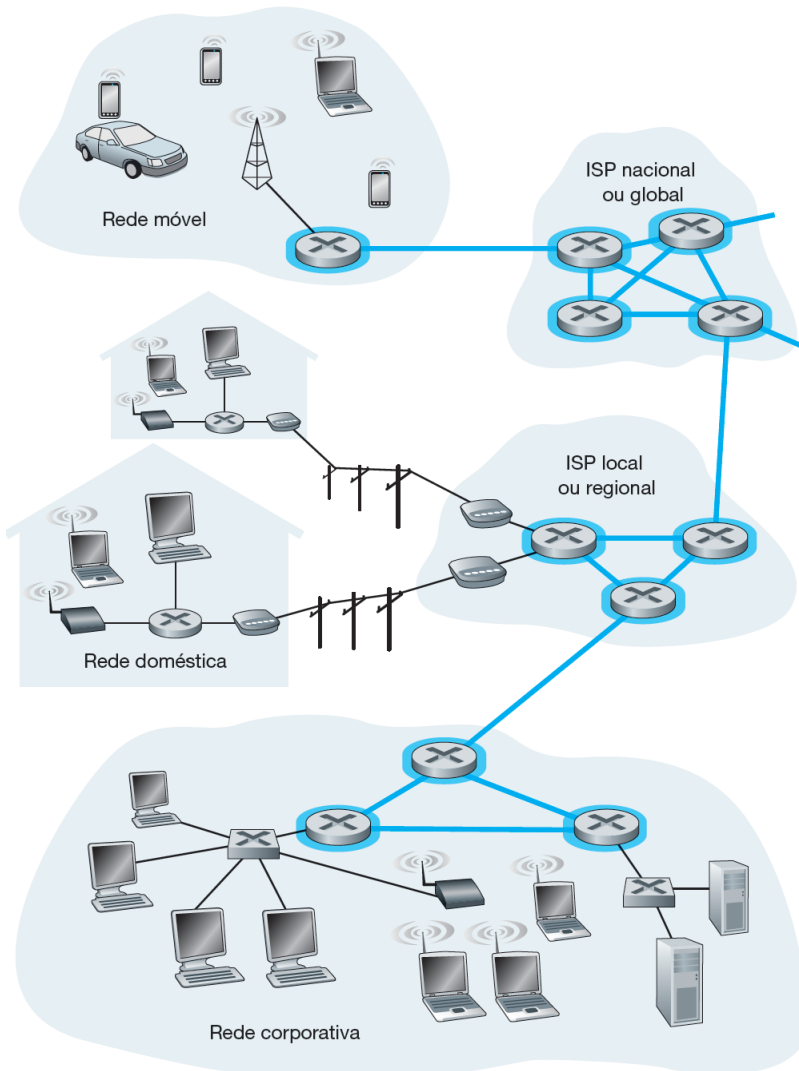 Rede móvel
ISP nacional
ou global
ISP local
ou regional
Rede doméstica
Rede corporativa